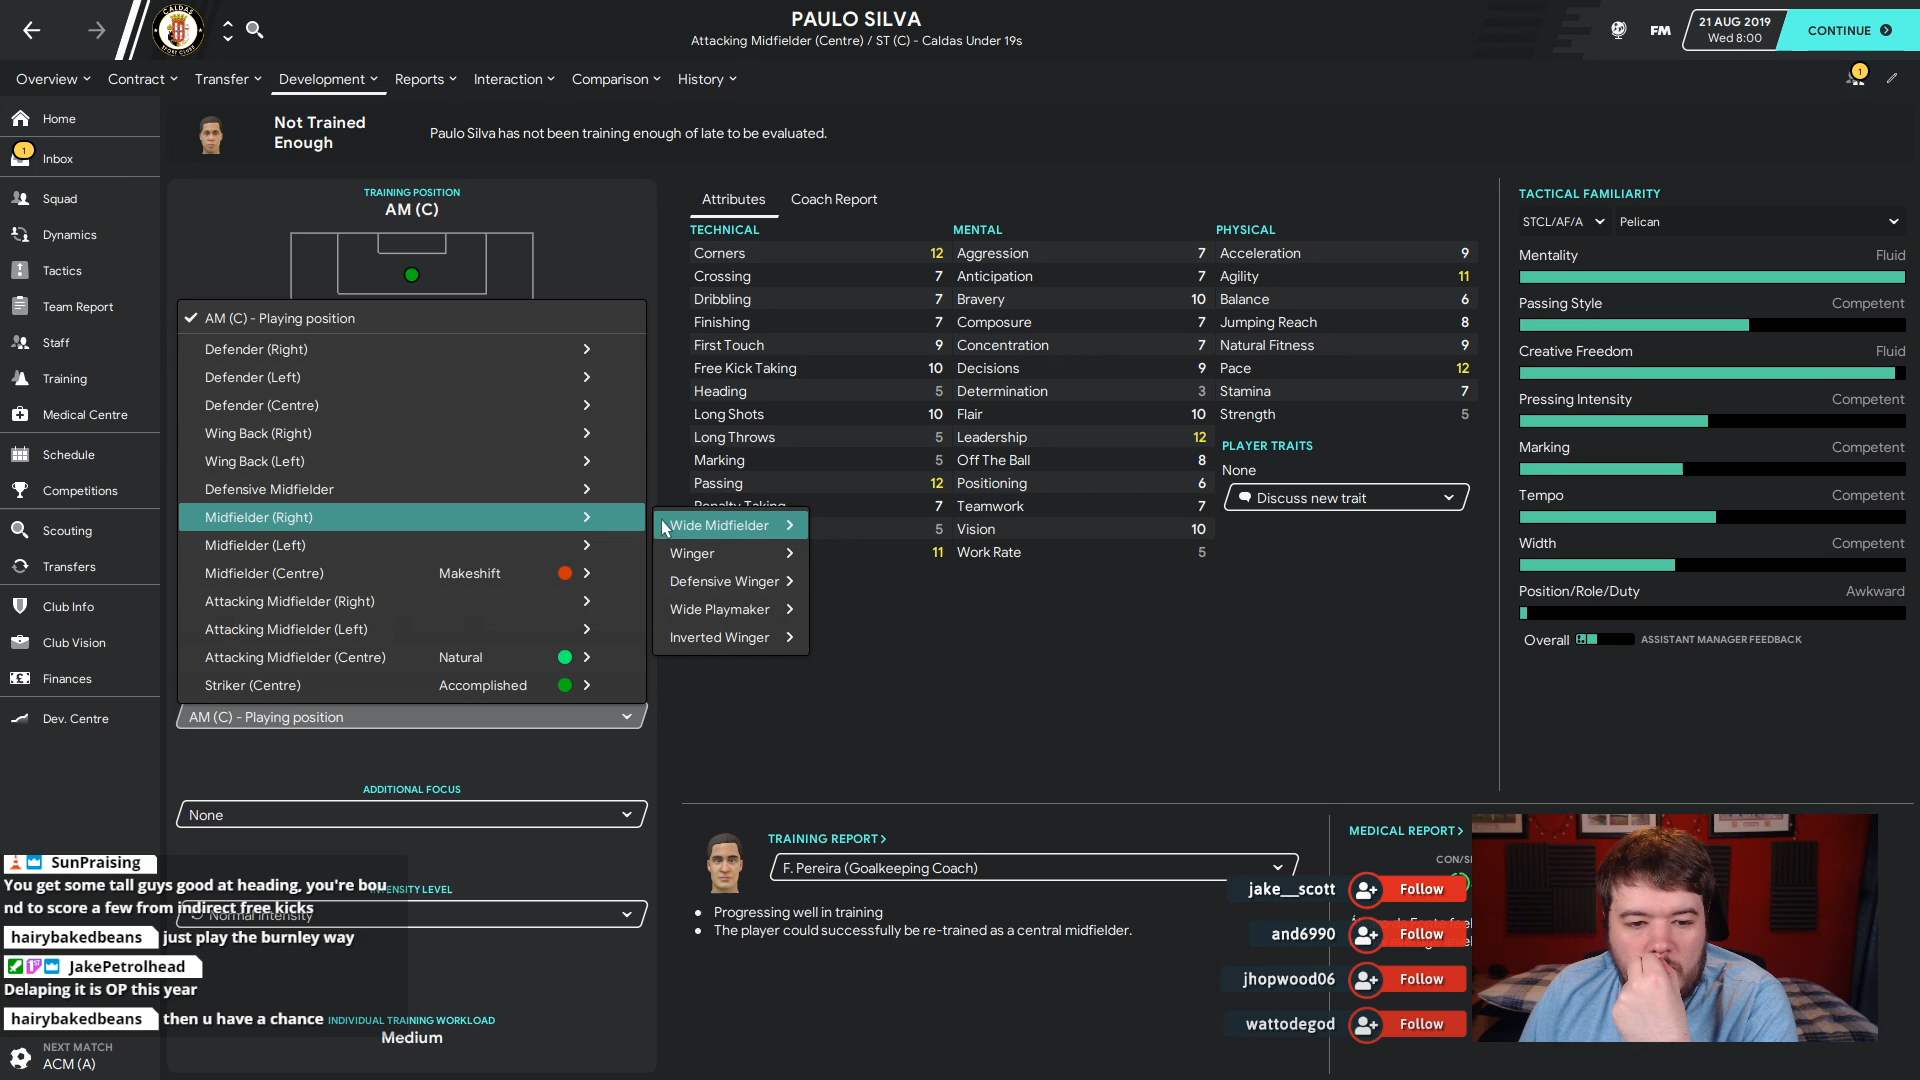 PAULO SILVA
Attacking Midfielder (Centre) / ST (C) - Caldas Under 19s
CALDAS
FM
21 AUG 2019
Wed 8:00
CONTINUE
Overview
Contract
Transfer
Development
Reports
Interaction
Comparison
History
1
Home
1
Inbox
Squad
Dynamics
Tactics
Team Report
Staff
Training
Medical Centre
Schedule
Competitions
Scouting
Transfers
Club Info
Club Vision
Finances
Dev. Centre
Not Trained
Enough
Paulo Silva has not been training enough of late to be evaluated.
TRAINING POSITION
AM (C)
AM (C) - Playing position
Defender (Right)
Defender (Left)
Defender (Centre)
Wing Back (Right)
Wing Back (Left)
Defensive Midfielder
Midfielder (Right)
Midfielder (Left)
Midfielder (Centre) Makeshift
Attacking Midfielder (Right)
Attacking Midfielder (Left)
Attacking Midfielder (Centre) Natural
Striker (Centre) Accomplished
AM (C) - Playing position
Wide Midfielder
Winger
Defensive Winger
Wide Playmaker
Inverted Winger
ADDITIONAL FOCUS
None
Normal Intensity
INDIVIDUAL TRAINING WORKLOAD
Medium
Attributes
Coach Report
TECHNICAL
Corners 12
Crossing 7
Dribbling 7
Finishing 7
First Touch 9
Free Kick Taking 10
Heading 5
Long Shots 10
Long Throws 5
Marking 5
Passing 12
Penalty Taking 7
5
11
MENTAL
Aggression 7
Anticipation 7
Bravery 10
Composure 7
Concentration 7
Decisions 9
Determination 3
Flair 10
Leadership 12
Off The Ball 8
Positioning 6
Teamwork 7
Vision 10
Work Rate 5
PHYSICAL
Acceleration 9
Agility 11
Balance 6
Jumping Reach 8
Natural Fitness 9
Pace 12
Stamina 7
Strength 5
PLAYER TRAITS
None
Discuss new trait
TACTICAL FAMILIARITY
STCL/AF/A
Pelican
Mentality Fluid
Passing Style Competent
Creative Freedom Fluid
Pressing Intensity Competent
Marking Competent
Tempo Competent
Width Competent
Position/Role/Duty Awkward
Overall ASSISTANT MANAGER FEEDBACK
TRAINING REPORT >
F. Pereira (Goalkeeping Coach)
Progressing well in training
The player could successfully be re-trained as a central midfielder.
MEDICAL REPORT >
jake__scott Follow
and6990 Follow
jhopwood06 Follow
wattodegod Follow
SunPraising
You get some tall guys good at heading, you're bou
nd to score a few from indirect free kicks
hairybakedbeans just play the burnley way
JakePetrolhead
Delaping it is OP this year
hairybakedbeans then u have a chance
NEXT MATCH
ACM (A)